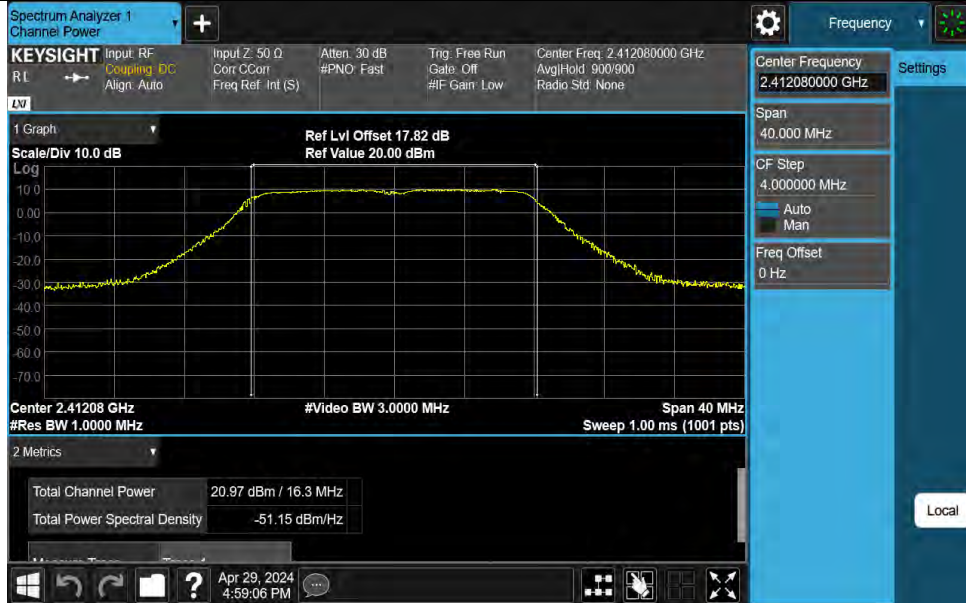 Spectrum Analyzer 1
Channel Power
+
Frequency
KEYSIGHT
RL
LXI
Input: RF
Coupling: DC
Align: Auto
Input Z: 50 Ω
Corr CCorr
Freq Ref: Int (S)
Atten: 30 dB
#PNO: Fast
Trig: Free Run
Gate: Off
#IF Gain: Low
Center Freq: 2.412080000 GHz
Avg|Hold: 900/900
Radio Std: None
Center Frequency
2.412080000 GHz
Settings
Span
40.000 MHz
CF Step
4.000000 MHz
Auto
Man
Freq Offset
0 Hz
Local
1 Graph
Scale/Div 10.0 dB
Ref Lvl Offset 17.82 dB
Ref Value 20.00 dBm
Log
10.0
0.00
-10.0
-20.0
-30.0
-40.0
-50.0
-60.0
-70.0
Center 2.41208 GHz
#Video BW 3.0000 MHz
Span 40 MHz
#Res BW 1.0000 MHz
Sweep 1.00 ms (1001 pts)
2 Metrics
Total Channel Power 20.97 dBm / 16.3 MHz
Total Power Spectral Density -51.15 dBm/Hz
?
Apr 29, 2024
4:59:06 PM